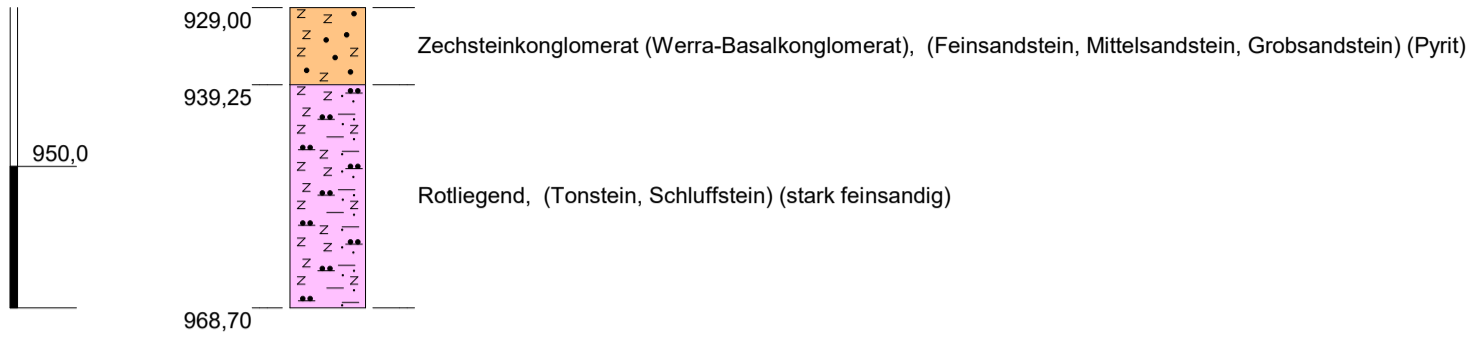 929,00
Zechsteinkonglomerat (Werra-Basalkonglomerat), (Feinsandstein, Mittelsandstein, Grobsandstein) (Pyrit)
939,25
950,0
Rotliegend, (Tonstein, Schluffstein) (stark feinsandig)
968,70